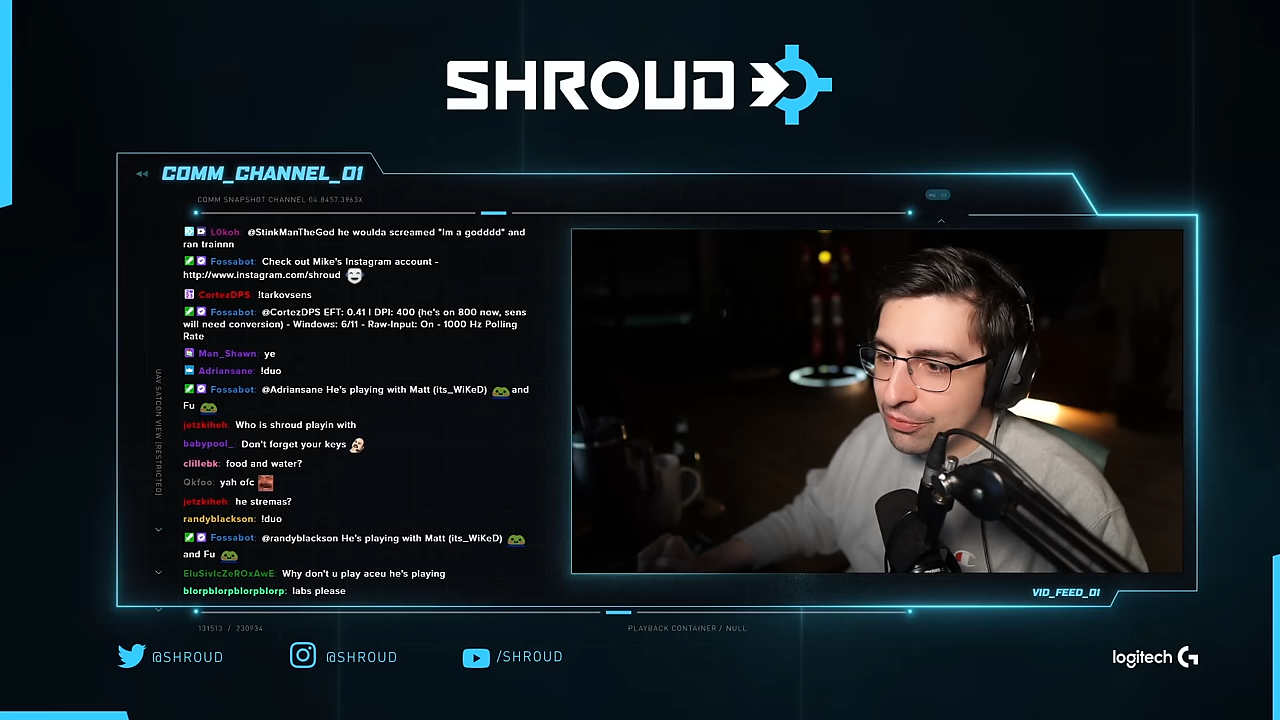 SHROUD
COMM_CHANNEL_01
COMM SNAPSHOT CHANNEL 04.8457.3963X
L0koh: @StinkManTheGod he woulda screamed "Im a godddd" and
ran trainnn
Fossabot: Check out Mike's Instagram account -
http://www.instagram.com/shroud
CortezDPS !tarkovsens
Fossabot: @CortezDPS EFT: 0.41 | DPI: 400 (he's on 800 now, sens
will need conversion) - Windows: 6/11 - Raw-Input: On - 1000 Hz Polling
Rate
Man_Shawn: ye
Adriansane: !duo
Fossabot: @Adriansane He's playing with Matt (its_WiKeD) and
Fu
jetzkiheh: Who is shroud playin with
babypool_: Don't forget your keys
clillebk: food and water?
Qkfoo: yah ofc
jetzkiheh: he stremas?
randyblackson: !duo
Fossabot: @randyblackson He's playing with Matt (its_WiKeD)
and Fu
EluSivIcZeROxAwE: Why don't u play aceu he's playing
blorpblorpblorpblorp: labs please
UAV SATCON VIEW [RESTRICTED]
VID_FEED_01
131513 / 230934
PLAYBACK CONTAINER / NULL
@SHROUD
@SHROUD
/SHROUD
logitech G